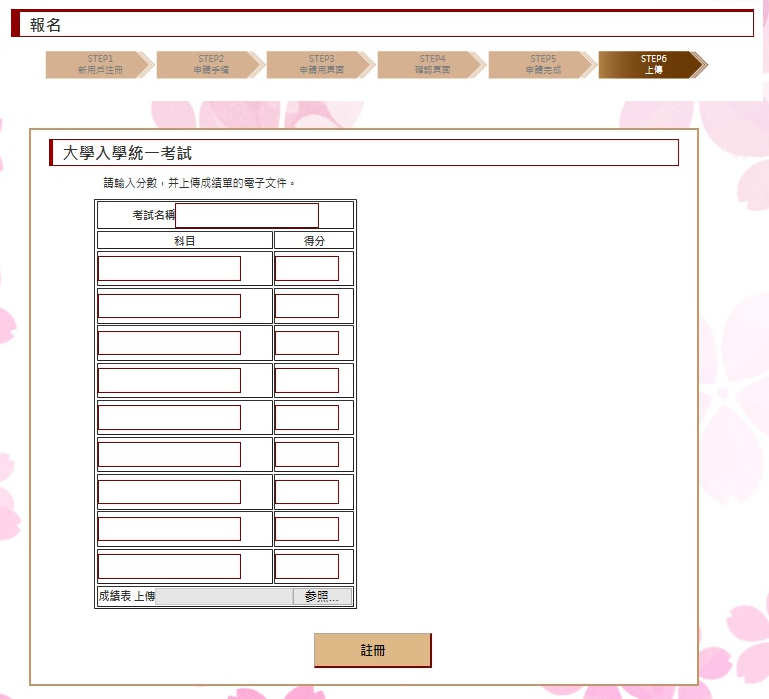 報名
STEP1
新用戶注冊
STEP2
申請手續
STEP3
申請用頁面
STEP4
確認頁面
STEP5
申請完成
STEP6
上傳
大學入學統一考試
請輸入分數，并上傳成績單的電子文件。
考試名稱
科目 得分
成績表 上傳 参照...
註冊